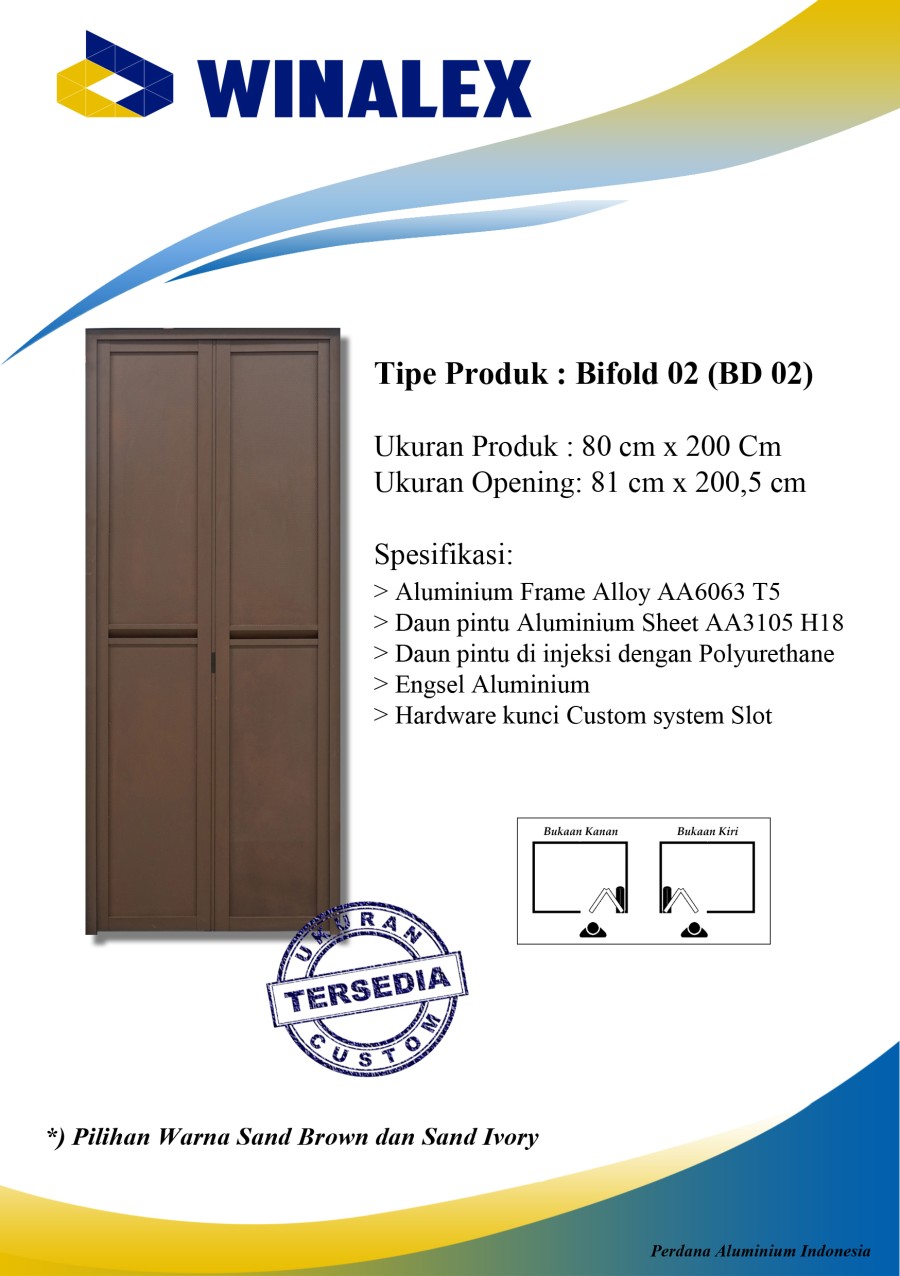 WINALEX
Tipe Produk : Bifold 02 (BD 02)
Ukuran Produk : 80 cm x 200 Cm
Ukuran Opening: 81 cm x 200,5 cm
Spesifikasi:
> Aluminium Frame Alloy AA6063 T5
> Daun pintu Aluminium Sheet AA3105 H18
> Daun pintu di injeksi dengan Polyurethane
> Engsel Aluminium
> Hardware kunci Custom system Slot
Bukaan Kanan
Bukaan Kiri
UKURAN
TERSEDIA
CUSTOM
*) Pilihan Warna Sand Brown dan Sand Ivory
Perdana Aluminium Indonesia